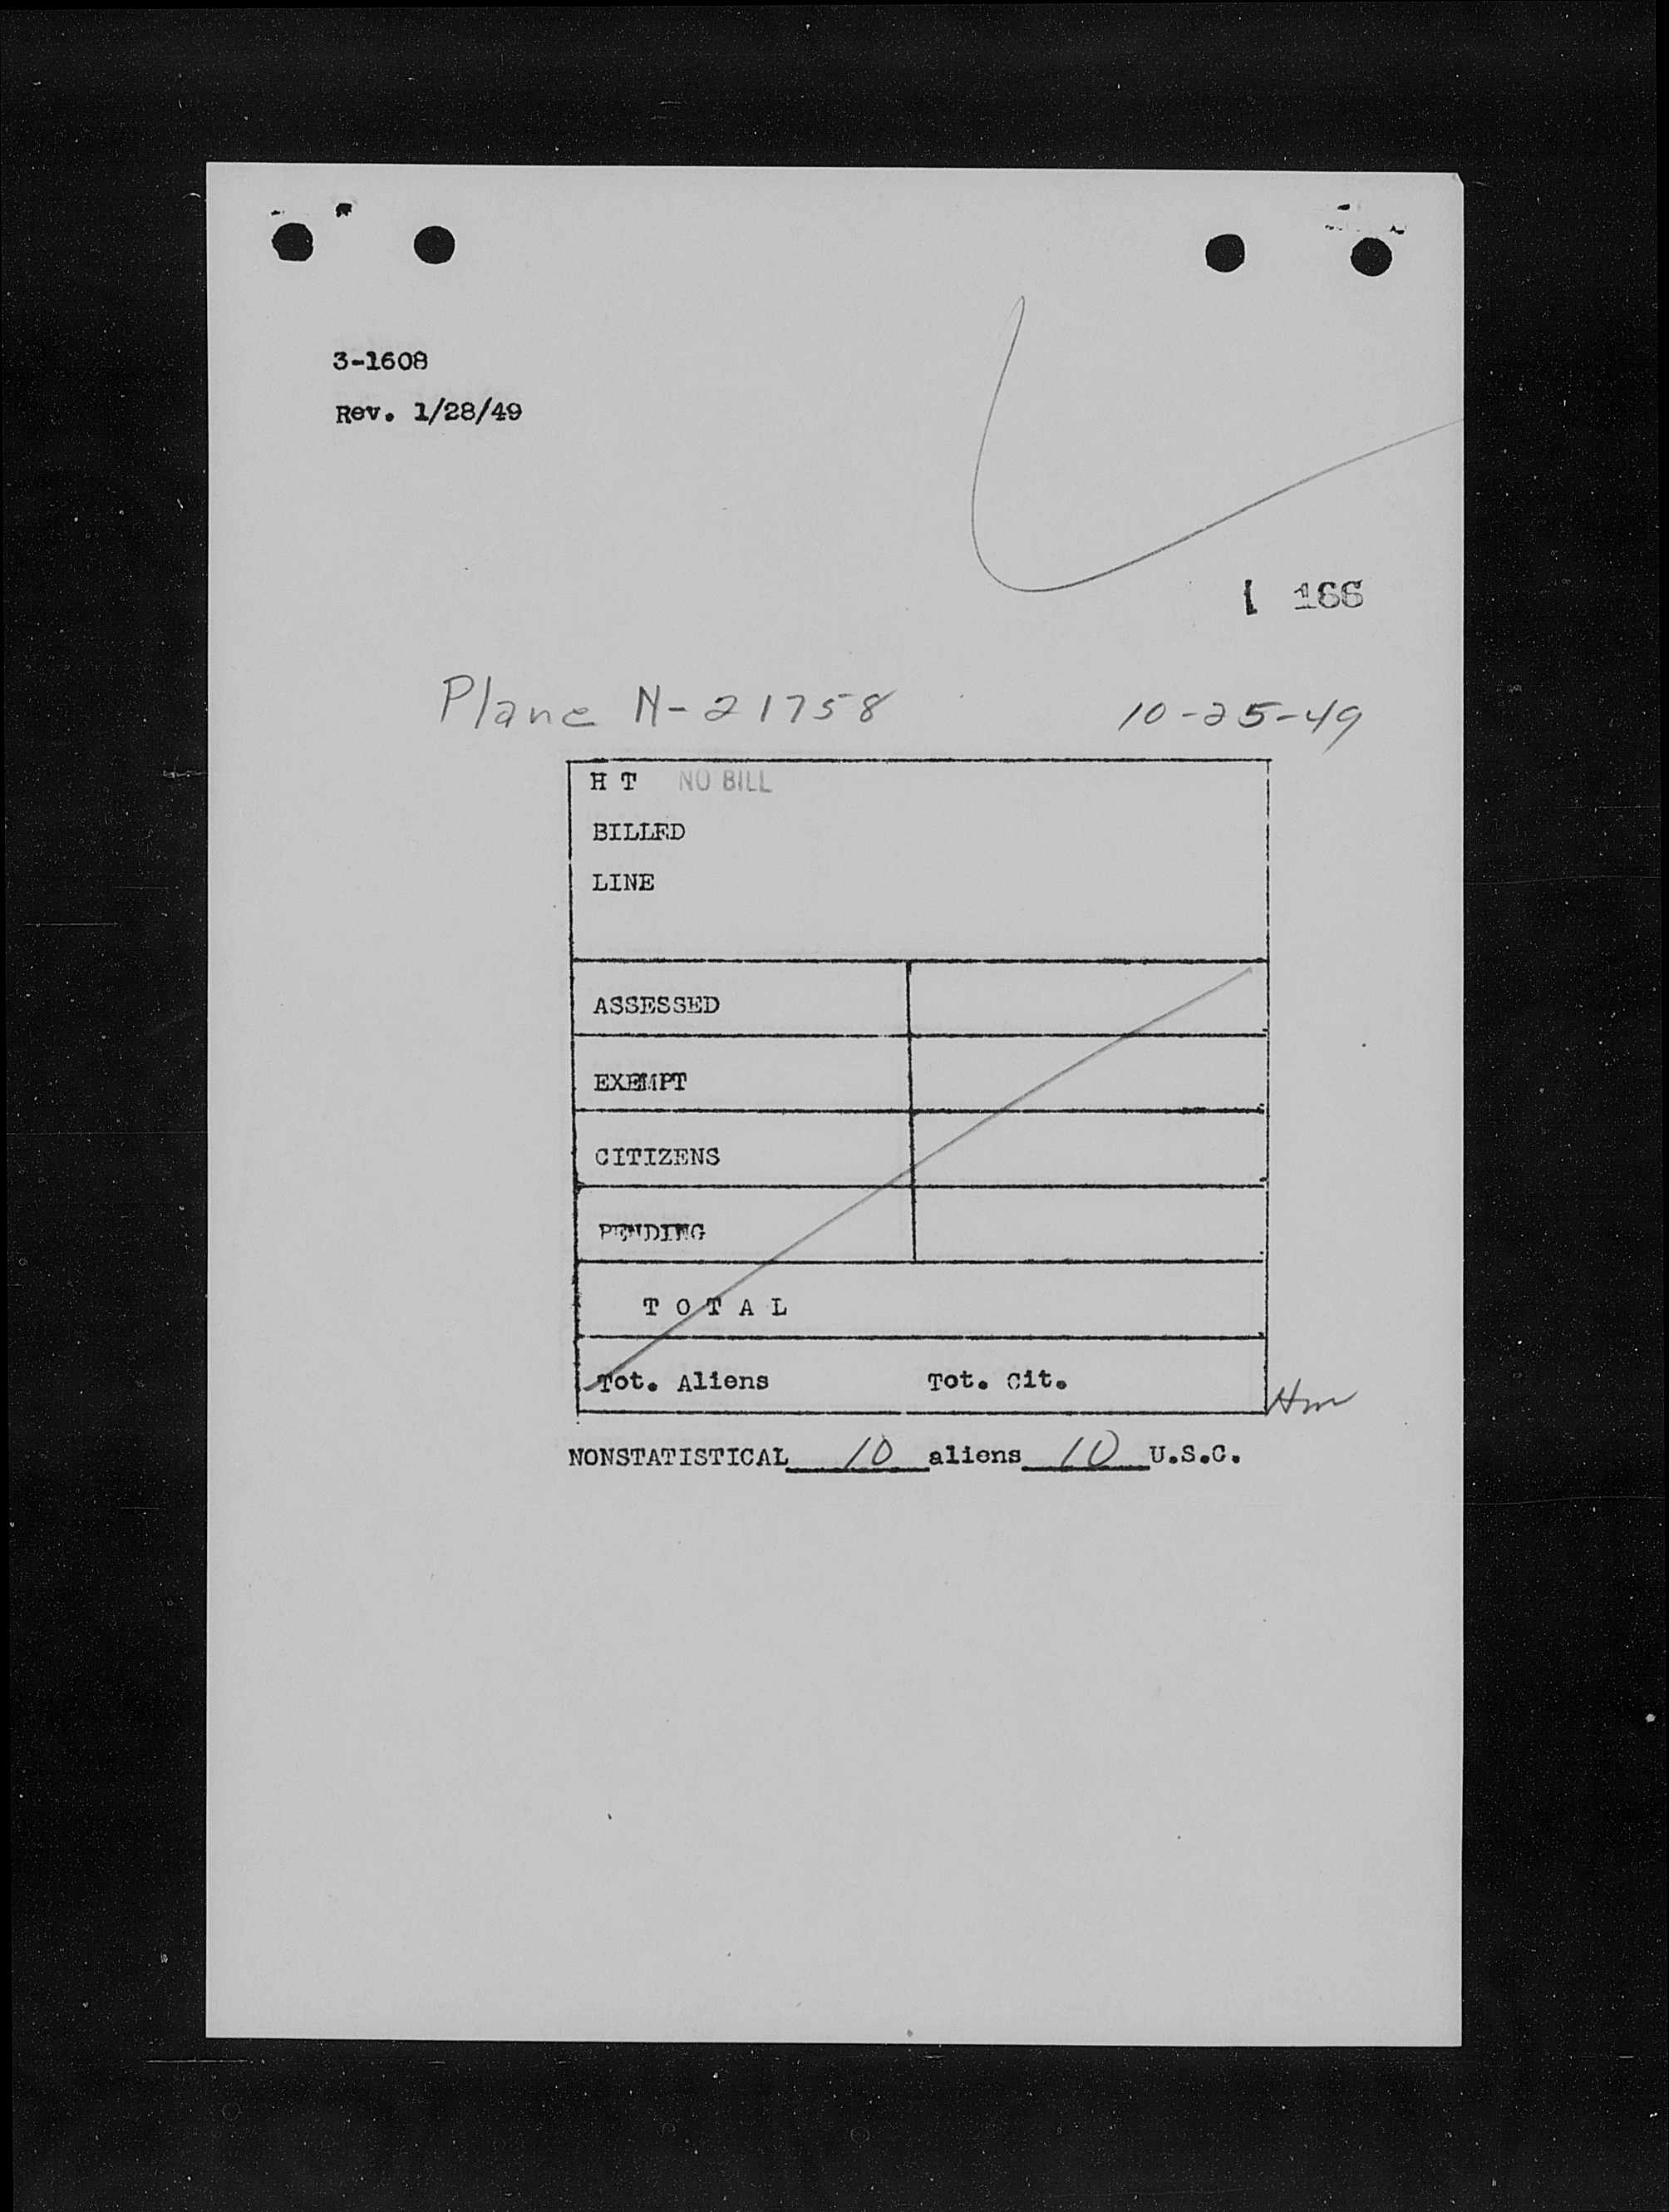 3-1608
Rev. 1/28/49
166
Plane N-21758 10-25-49
H T NO BILL
BILLED
LINE
ASSESSED
EXEMPT
CITIZENS
PENDING
T O T A L
Tot. Aliens Tot. Cit.
NONSTATISTICAL 10 aliens 10 U.S.C.